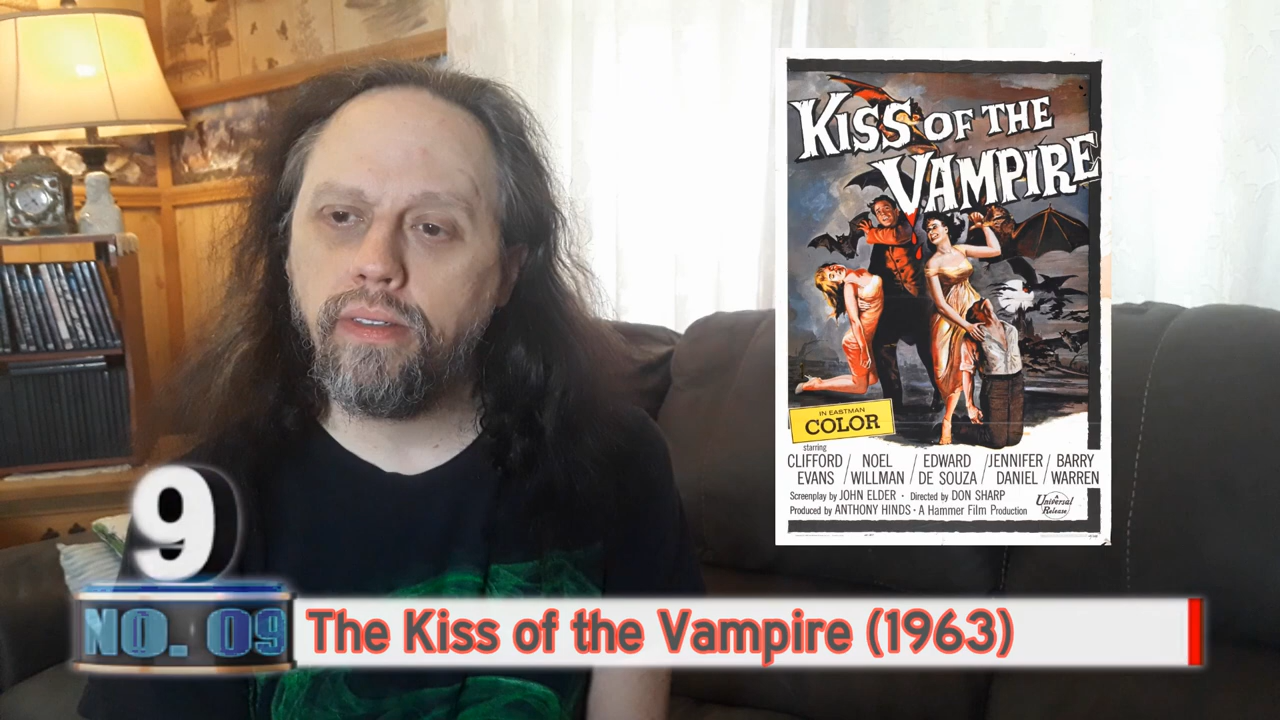 KISS OF THE
VAMPIRE
IN EASTMAN
COLOR
starring
CLIFFORD EVANS / NOEL WILLMAN / EDWARD DE SOUZA / JENNIFER DANIEL / BARRY WARREN
Screenplay by JOHN ELDER · Directed by DON SHARP
Produced by ANTHONY HINDS · A Hammer Film Production
A Universal Release
9
NO. 09
The Kiss of the Vampire (1963)